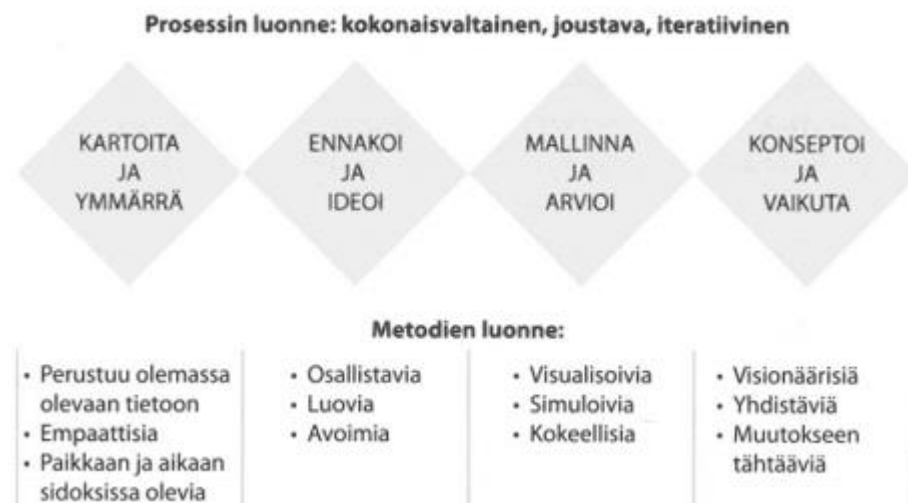 Prosessin luonne: kokonaisvaltainen, joustava, iteratiivinen
KARTOITA
JA
YMMÄRRÄ
ENNAKOI
JA
IDEOI
MALLINNA
JA
ARVIOI
KONSEPTOI
JA
VAIKUTA
Metodien luonne:
• Perustuu olemassa
olevaan tietoon
• Empaattisia
• Paikkaan ja aikaan
sidoksissa olevia
• Osallistavia
• Luovia
• Avoimia
• Visualisoivia
• Simuloivia
• Kokeellisia
• Visionäärisiä
• Yhdistäviä
• Muutokseen
tähtääviä